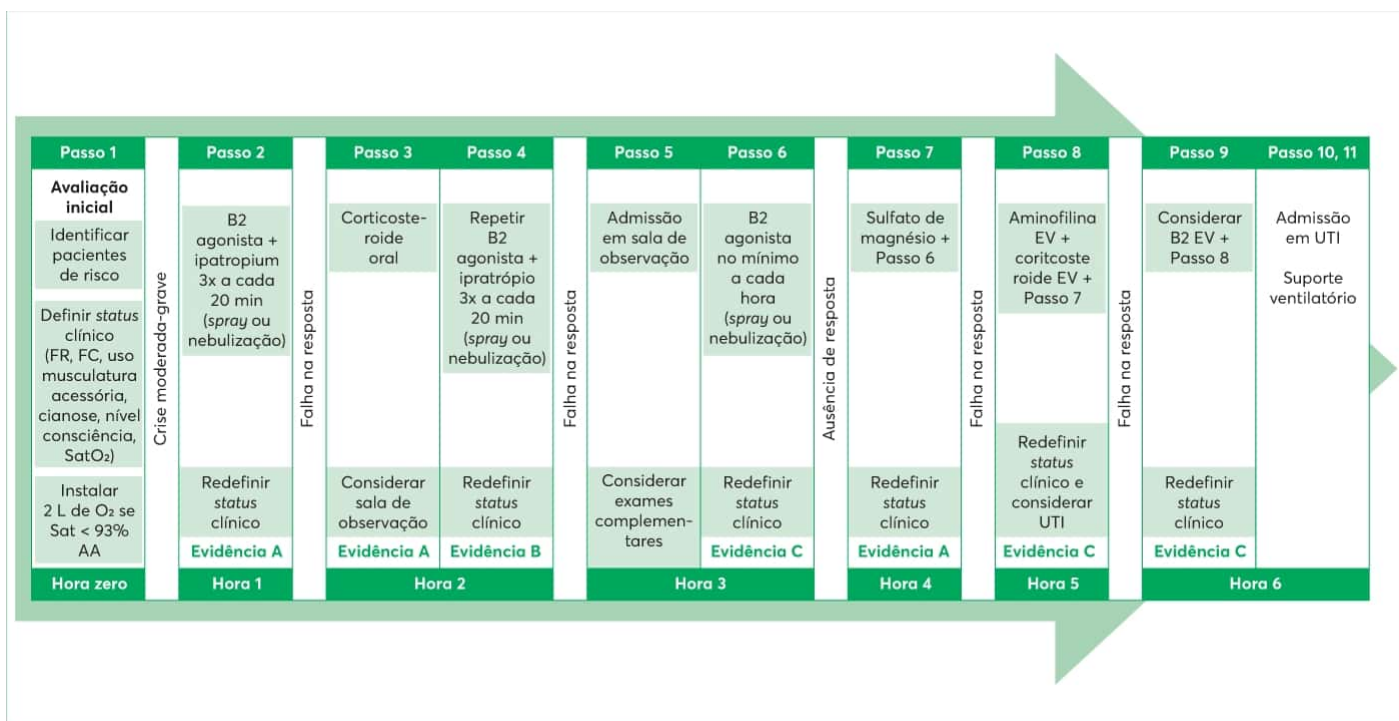 Passo 1
Avaliação
inicial
Identificar
pacientes
de risco
Definir status
clínico
(FR, FC, uso
musculatura
acessória,
cianose, nível
consciência,
SatO₂)
Instalar
2 L de O₂ se
Sat < 93%
AA
Hora zero
Crise moderada-grave
Passo 2
B2
agonista +
ipatropium
3x a cada
20 min
(spray ou
nebulização)
Redefinir
status
clínico
Evidência A
Hora 1
Falha na resposta
Passo 3
Corticoste-
roide
oral
Considerar
sala de
observação
Evidência A
Passo 4
Repetir
B2
agonista +
ipratrópio
3x a cada
20 min
(spray ou
nebulização)
Redefinir
status
clínico
Evidência B
Hora 2
Falha na resposta
Passo 5
Admissão
em sala de
observação
Considerar
exames
complemen-
tares
Passo 6
B2
agonista
no mínimo
a cada
hora
(spray ou
nebulização)
Redefinir
status
clínico
Evidência C
Hora 3
Ausência de resposta
Passo 7
Sulfato de
magnésio +
Passo 6
Redefinir
status
clínico
Evidência A
Hora 4
Falha na resposta
Passo 8
Aminofilina
EV +
coritcoste
roide EV +
Passo 7
Redefinir
status
clínico e
considerar
UTI
Evidência C
Hora 5
Falha na resposta
Passo 9
Considerar
B2 EV +
Passo 8
Redefinir
status
clínico
Evidência C
Passo 10, 11
Admissão
em UTI
Suporte
ventilatório
Hora 6